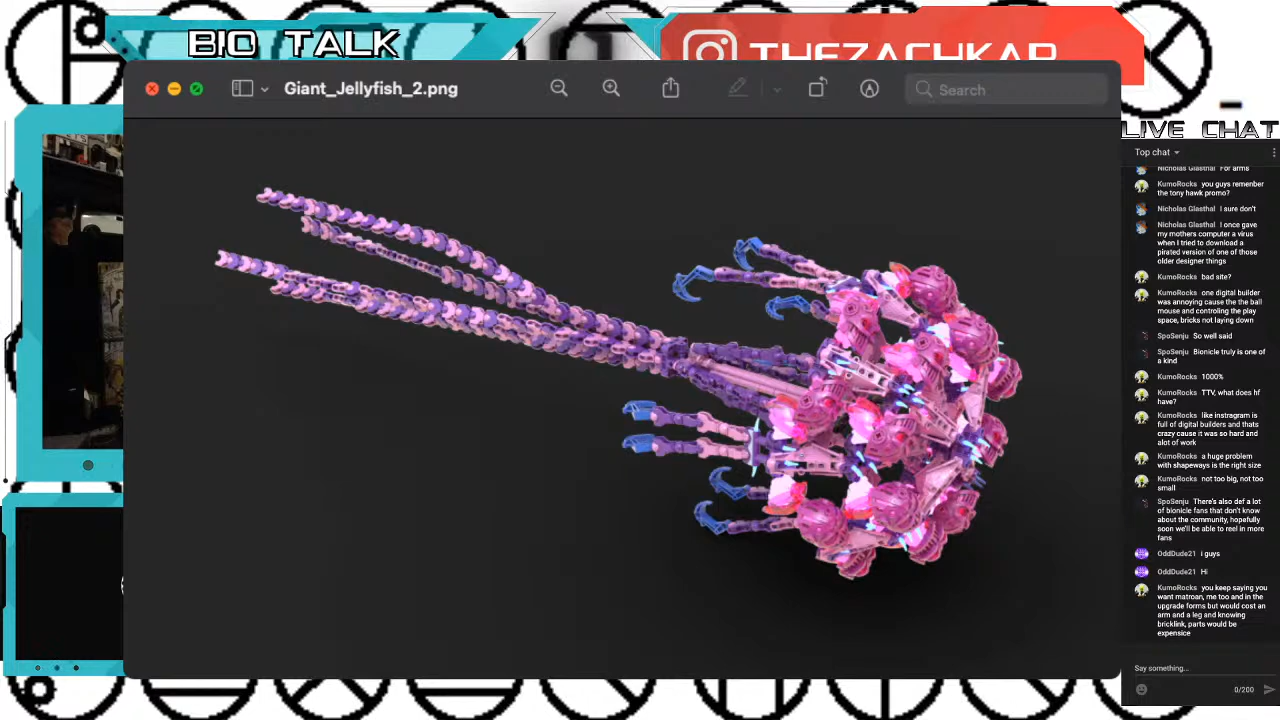 BIO TALK
THEZACHKAR
Giant_Jellyfish_2.png
Search
LIVE CHAT
Top chat
Nicholas Glasthal For arms
KumoRocks you guys remenber
the tony hawk promo?
Nicholas Glasthal I sure don't
Nicholas Glasthal I once gave
my mothers computer a virus
when I tried to download a
pirated version of one of those
older designer things
KumoRocks bad site?
KumoRocks one digital builder
was annoying cause the the ball
mouse and controling the play
space, bricks not laying down
SpoSenju So well said
SpoSenju Bionicle truly is one of
a kind
KumoRocks 1000%
KumoRocks TTV, what does hf
have?
KumoRocks like instragram is
full of digital builders and thats
crazy cause it was so hard and
alot of work
KumoRocks a huge problem
with shapeways is the right size
KumoRocks not too big, not too
small
SpoSenju There's also def a lot
of bionicle fans that don't know
about the community, hopefully
soon we'll be able to reel in more
fans
OddDude21 i guys
OddDude21 Hi
KumoRocks you keep saying you
want matroan, me too and in the
upgrade forms but would cost an
arm and a leg and knowing
bricklink, parts would be
expensice
Say something...
0/200